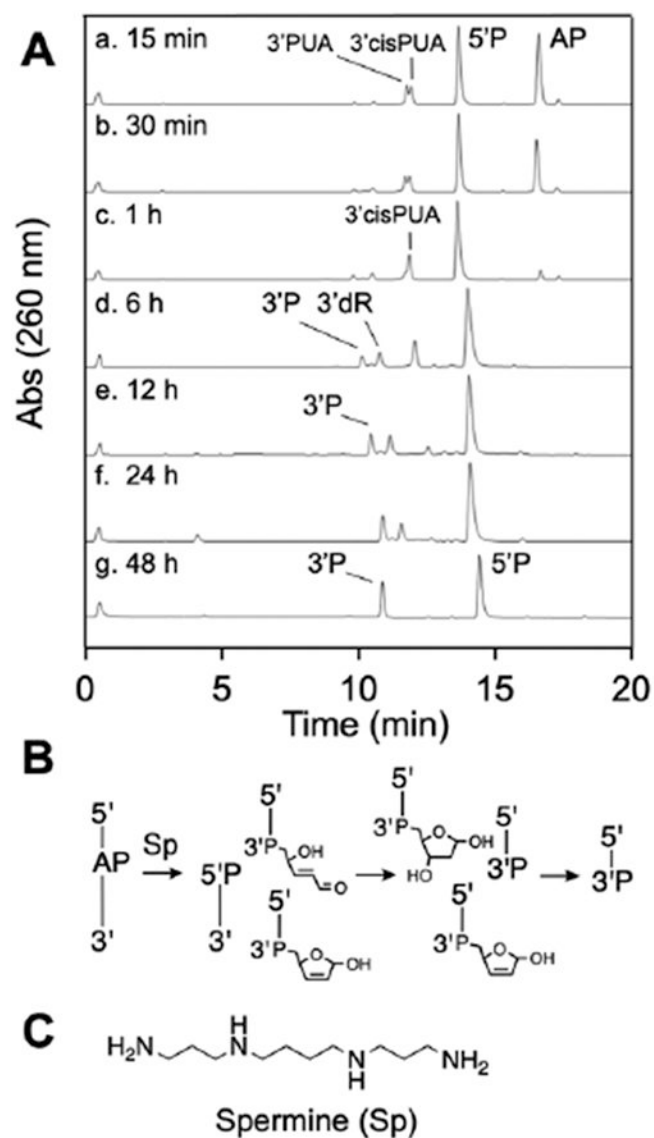 A
a. 15 min
3'PUA 3'cisPUA 5'P AP
b. 30 min
c. 1 h
3'cisPUA
d. 6 h
3'P 3'dR
e. 12 h
3'P
f. 24 h
g. 48 h
3'P 5'P
Abs (260 nm)
0 5 10 15 20
Time (min)
B
5'
AP
3'
Sp
5'P
3'
5'
3'P
OH
O
5'
3'P
O
OH
5'
3'P
O
OH
HO
5'
3'P
5'
3'P
O
OH
5'
3'P
C
H2N
H
N
N
H
NH2
Spermine (Sp)